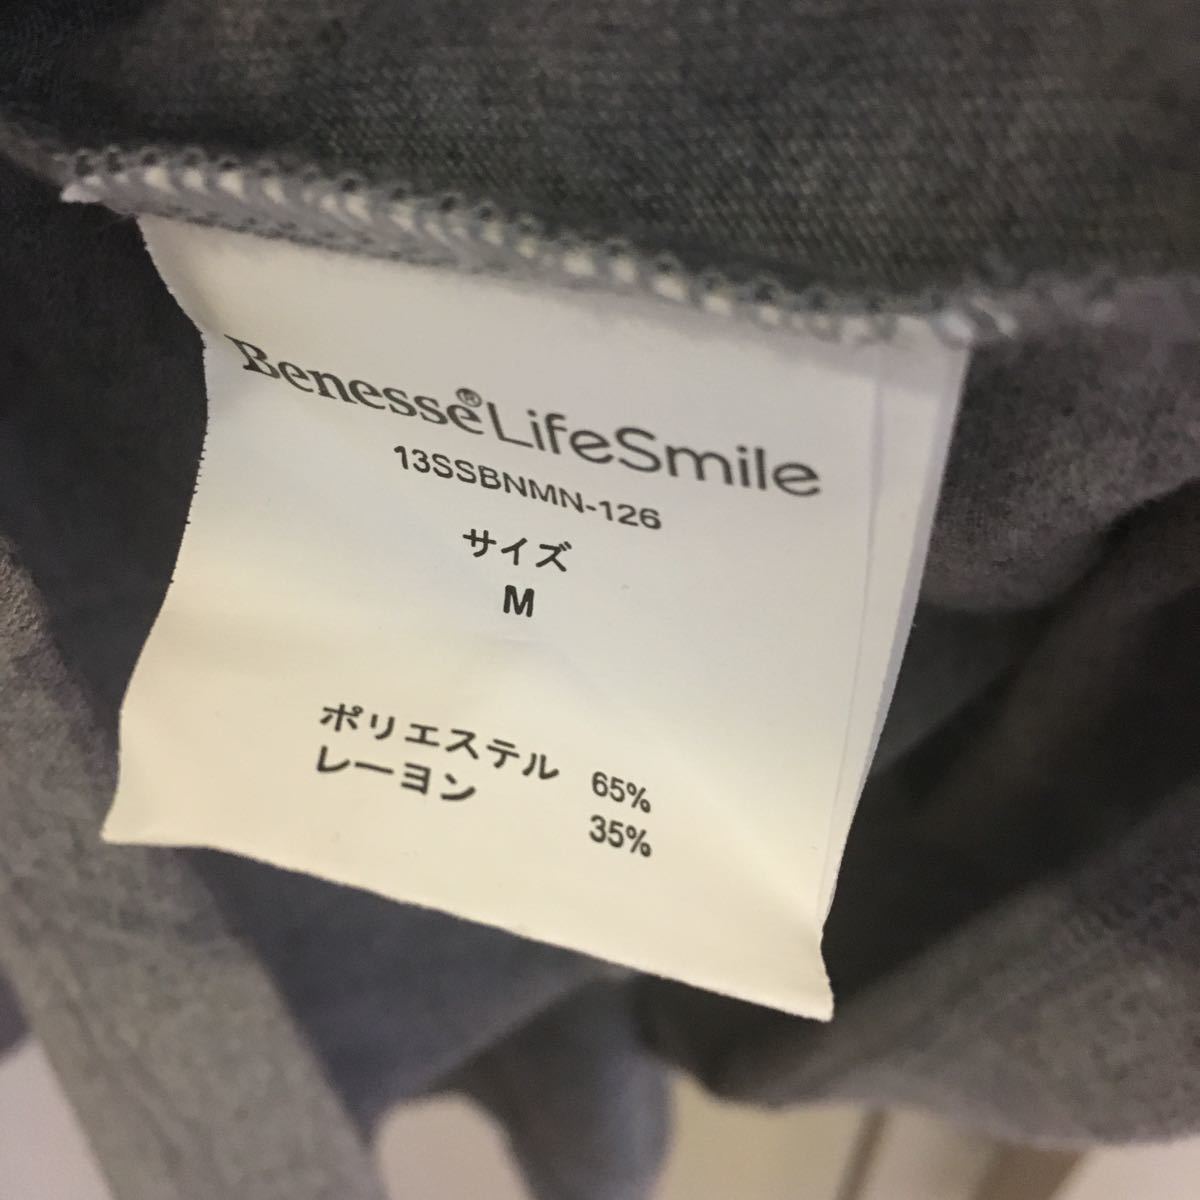 Benesse®LifeSmile
13SSBNMN-126
サイズ
M
ポリエステル 65%
レーヨン 35%